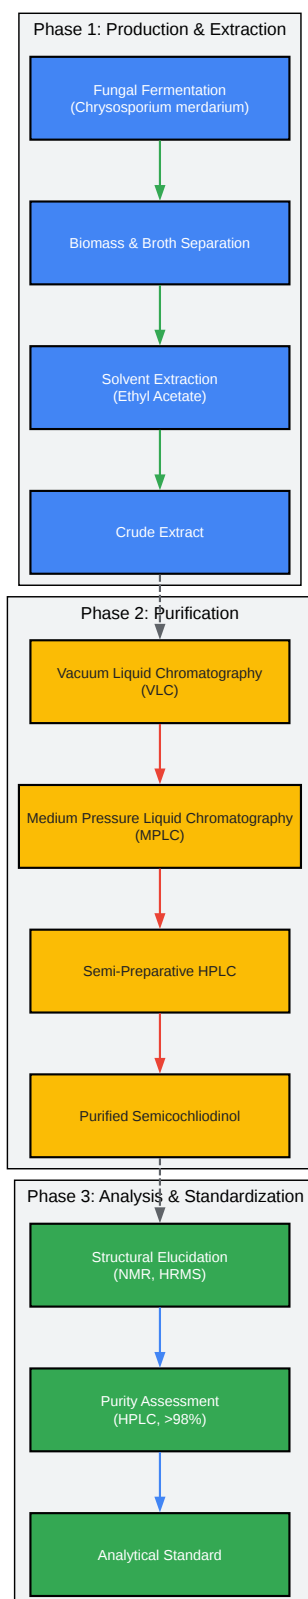 Phase 1: Production & Extraction
Fungal Fermentation
(Chrysosporium merdarium)
Biomass & Broth Separation
Solvent Extraction
(Ethyl Acetate)
Crude Extract
Phase 2: Purification
Vacuum Liquid Chromatography
(VLC)
Medium Pressure Liquid Chromatography
(MPLC)
Semi-Preparative HPLC
Purified Semicochliodinol
Phase 3: Analysis & Standardization
Structural Elucidation
(NMR, HRMS)
Purity Assessment
(HPLC, >98%)
Analytical Standard